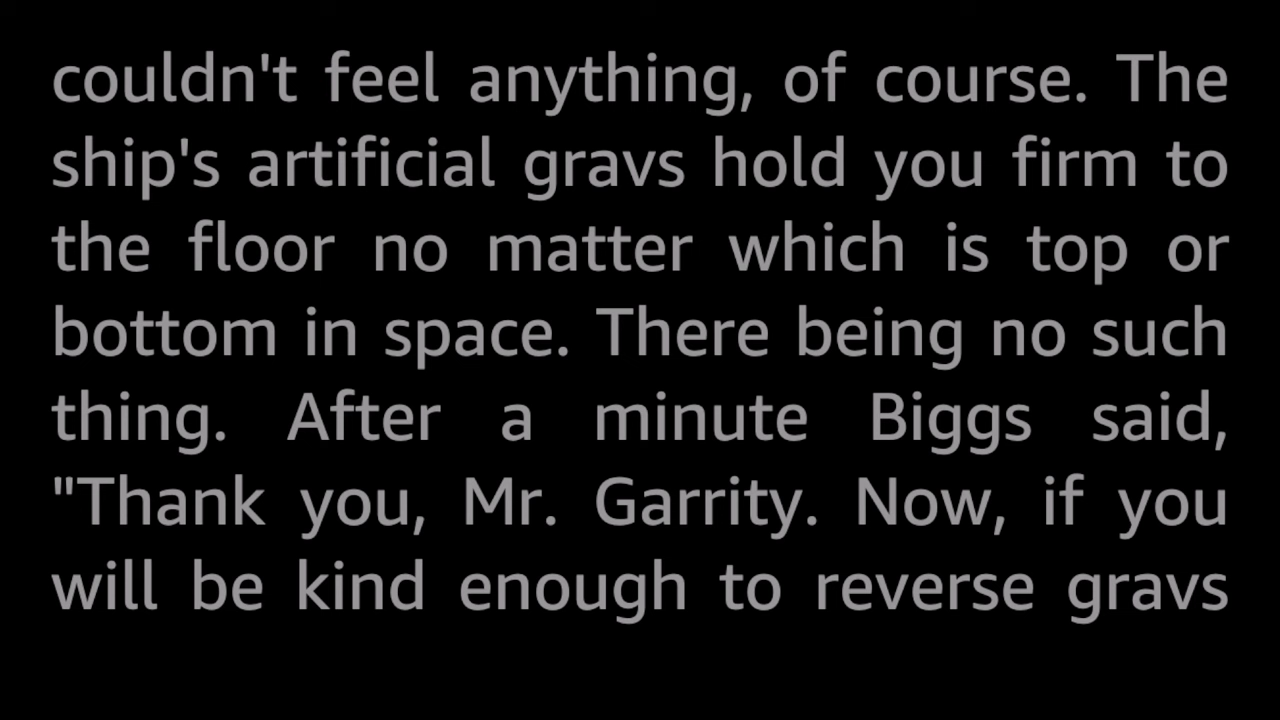 couldn't feel anything, of course. The
ship's artificial gravs hold you firm to
the floor no matter which is top or
bottom in space. There being no such
thing. After a minute Biggs said,
"Thank you, Mr. Garrity. Now, if you
will be kind enough to reverse gravs